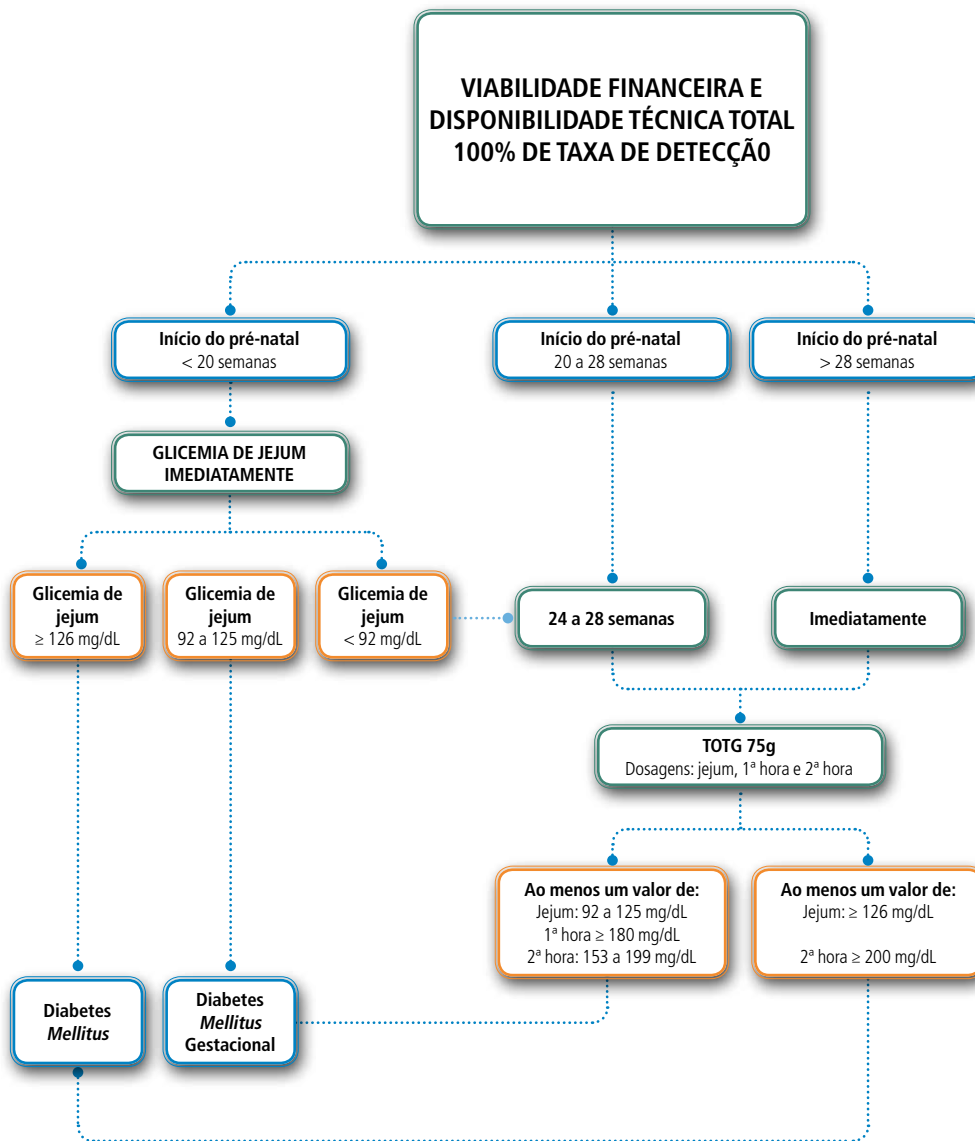 VIABILIDADE FINANCEIRA E
DISPONIBILIDADE TÉCNICA TOTAL
100% DE TAXA DE DETECÇÃ0
Início do pré-natal
< 20 semanas
Início do pré-natal
20 a 28 semanas
Início do pré-natal
> 28 semanas
GLICEMIA DE JEJUM
IMEDIATAMENTE
Glicemia de
jejum
≥ 126 mg/dL
Glicemia de
jejum
92 a 125 mg/dL
Glicemia de
jejum
< 92 mg/dL
24 a 28 semanas
Imediatamente
TOTG 75g
Dosagens: jejum, 1ª hora e 2ª hora
Ao menos um valor de:
Jejum: 92 a 125 mg/dL
1ª hora ≥ 180 mg/dL
2ª hora: 153 a 199 mg/dL
Ao menos um valor de:
Jejum: ≥ 126 mg/dL
2ª hora ≥ 200 mg/dL
Diabetes
Mellitus
Diabetes
Mellitus
Gestacional